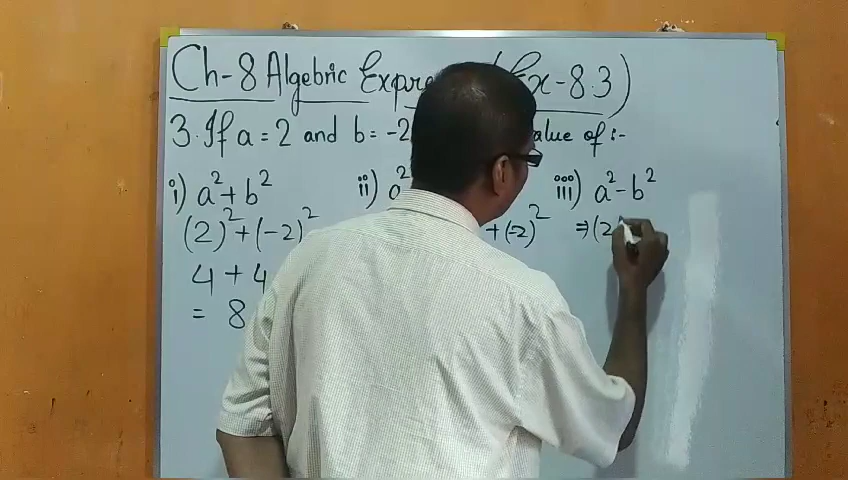 Ch-8 Algebric Expre (Ex-8.3)
3. If a = 2 and b = -2 alue of :-
i) a² + b² ii) a² iii) a² - b²
(2)² + (-2)² + (-2)² ⇒ (2
4 + 4
= 8